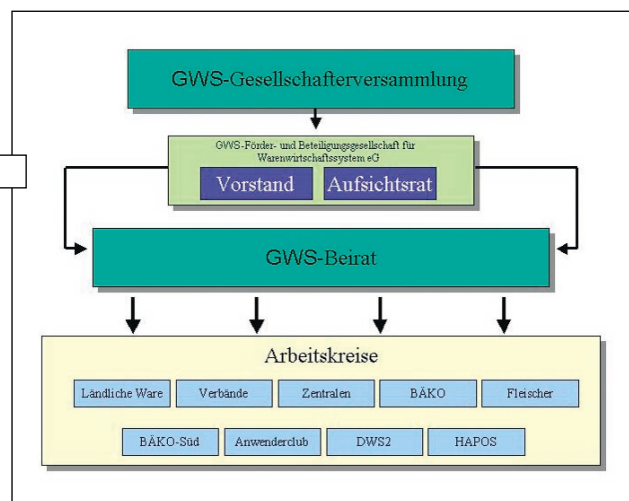 GWS-Gesellschafterversammlung
GWS-Förder- und Beteiligungsgesellschaft für
Warenwirtschaftssystem eG
Vorstand Aufsichtsrat
GWS-Beirat
Arbeitskreise
Ländliche Ware Verbände Zentralen BÄKO Fleischer
BÄKO-Süd Anwenderclub DWS2 HAPOS